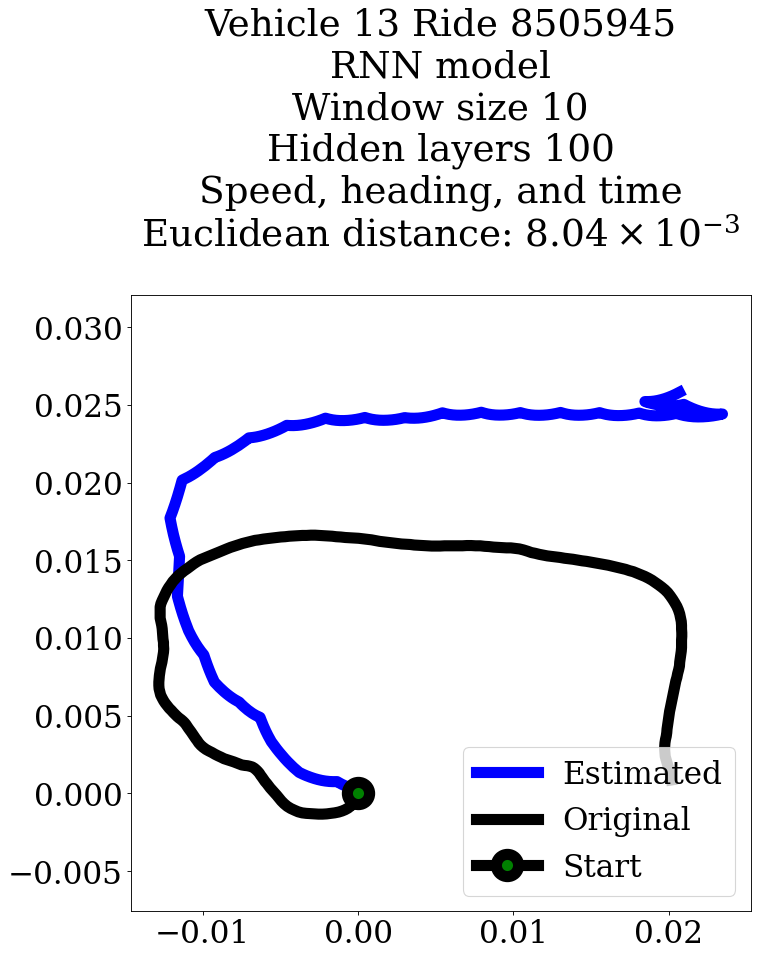 Vehicle 13 Ride 8505945
RNN model
Window size 10
Hidden layers 100
Speed, heading, and time
Euclidean distance: 8.04 × 10⁻³
0.030
0.025
0.020
0.015
0.010
0.005
0.000
−0.005
Estimated
Original
Start
−0.01 0.00 0.01 0.02